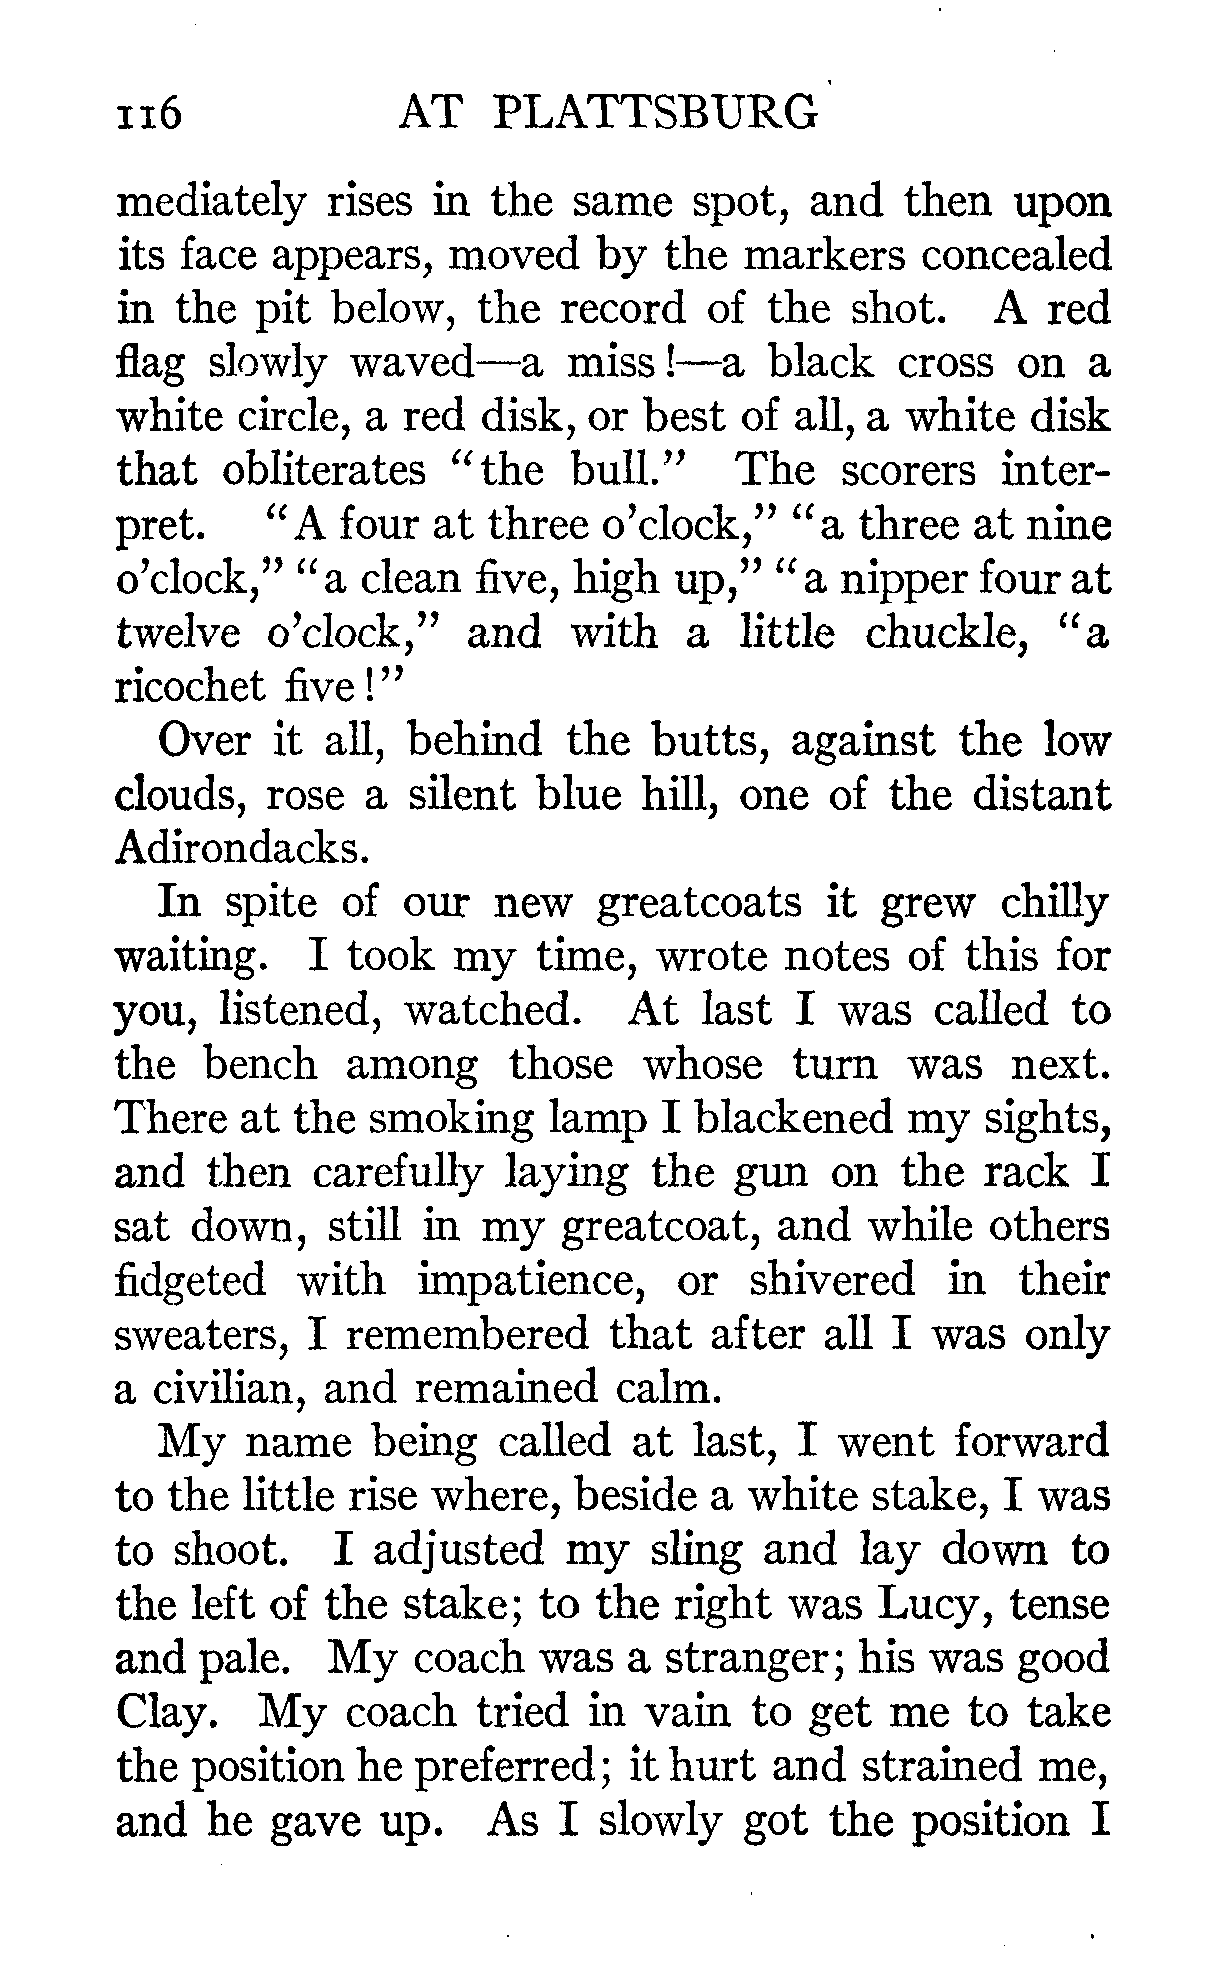 116 AT PLATTSBURG
mediately rises in the same spot, and then upon
its face appears, moved by the markers concealed
in the pit below, the record of the shot. A red
flag slowly waved—a miss!—a black cross on a
white circle, a red disk, or best of all, a white disk
that obliterates "the bull." The scorers inter-
pret. "A four at three o'clock," "a three at nine
o'clock," "a clean five, high up," "a nipper four at
twelve o'clock," and with a little chuckle, "a
ricochet five!"
Over it all, behind the butts, against the low
clouds, rose a silent blue hill, one of the distant
Adirondacks.
In spite of our new greatcoats it grew chilly
waiting. I took my time, wrote notes of this for
you, listened, watched. At last I was called to
the bench among those whose turn was next.
There at the smoking lamp I blackened my sights,
and then carefully laying the gun on the rack I
sat down, still in my greatcoat, and while others
fidgeted with impatience, or shivered in their
sweaters, I remembered that after all I was only
a civilian, and remained calm.
My name being called at last, I went forward
to the little rise where, beside a white stake, I was
to shoot. I adjusted my sling and lay down to
the left of the stake; to the right was Lucy, tense
and pale. My coach was a stranger; his was good
Clay. My coach tried in vain to get me to take
the position he preferred; it hurt and strained me,
and he gave up. As I slowly got the position I